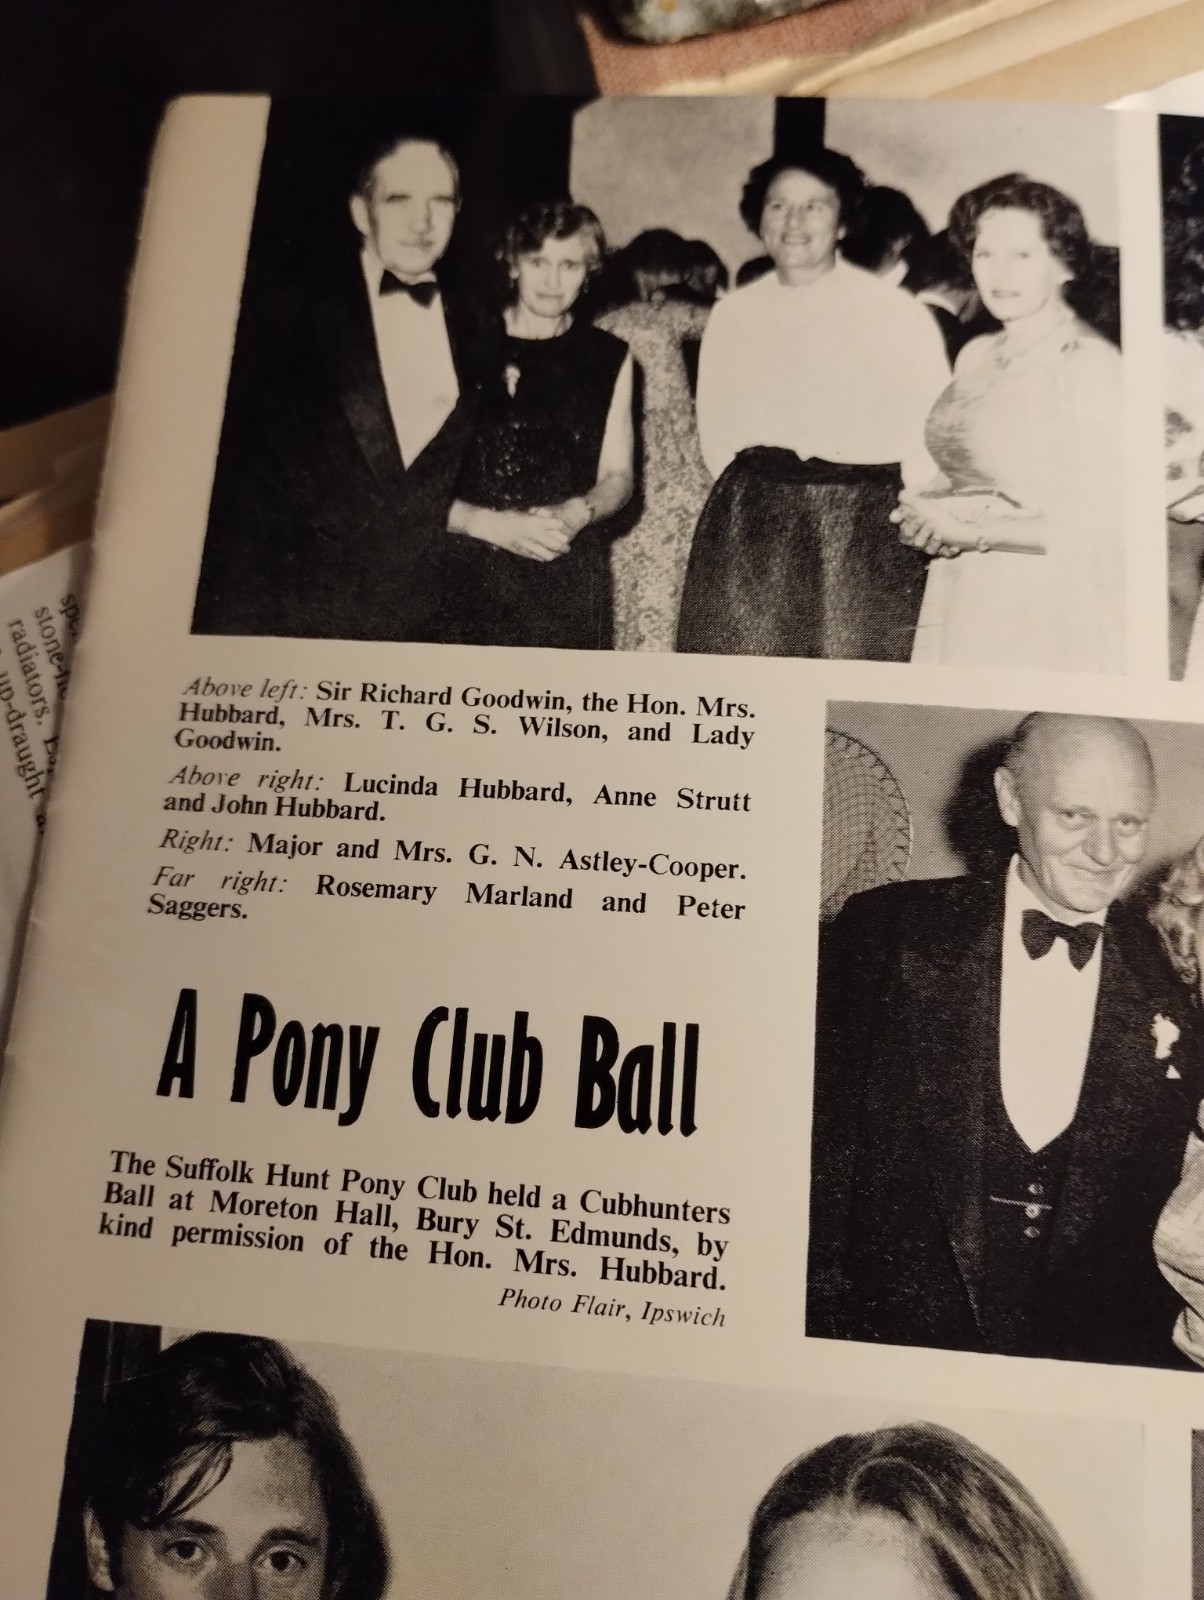 Above left: Sir Richard Goodwin, the Hon. Mrs.
Hubbard, Mrs. T. G. S. Wilson, and Lady
Goodwin.
Above right: Lucinda Hubbard, Anne Strutt
and John Hubbard.
Right: Major and Mrs. G. N. Astley-Cooper.
Far right: Rosemary Marland and Peter
Saggers.
A Pony Club Ball
The Suffolk Hunt Pony Club held a Cubhunters
Ball at Moreton Hall, Bury St. Edmunds, by
kind permission of the Hon. Mrs. Hubbard.
Photo Flair, Ipswich
radiators.
up-draught